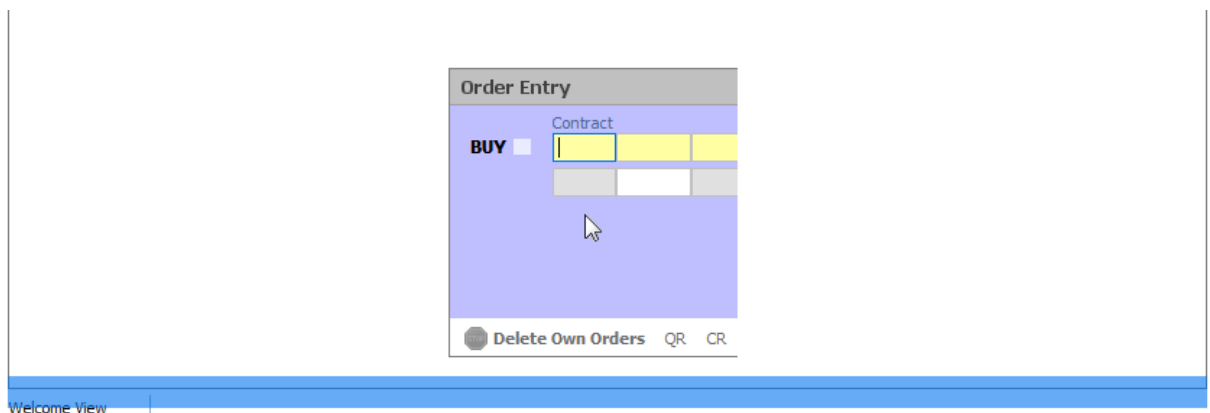 Order Entry
Contract
BUY
Delete Own Orders QR CR
Welcome View